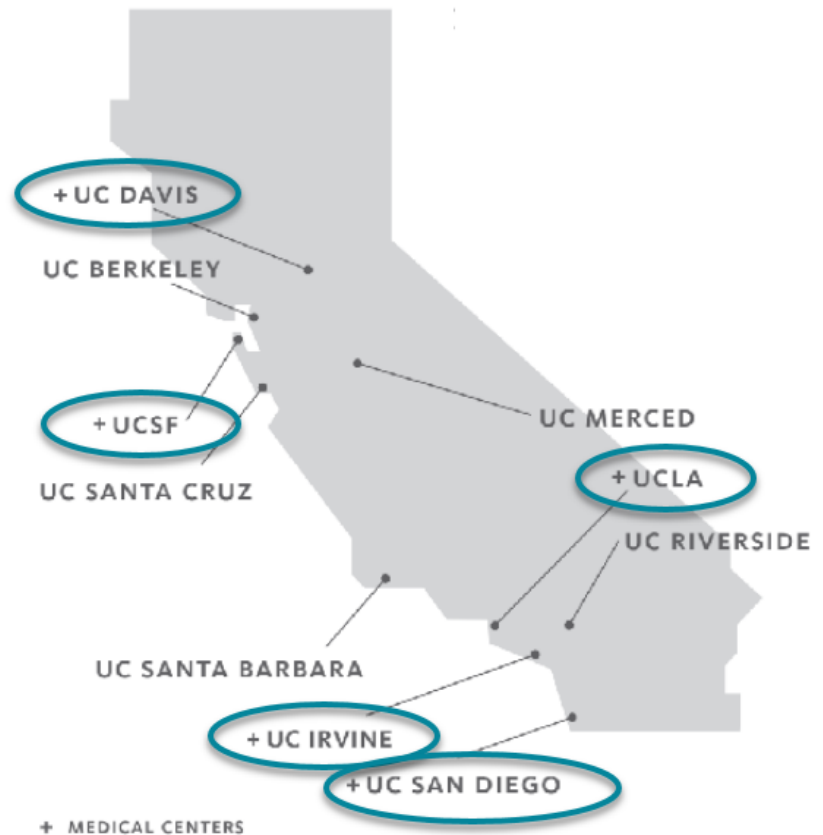 + UC DAVIS
UC BERKELEY
+ UCSF
UC MERCED
+ UCLA
UC SANTA CRUZ
UC RIVERSIDE
UC SANTA BARBARA
+ UC IRVINE
+ UC SAN DIEGO
+ MEDICAL CENTERS